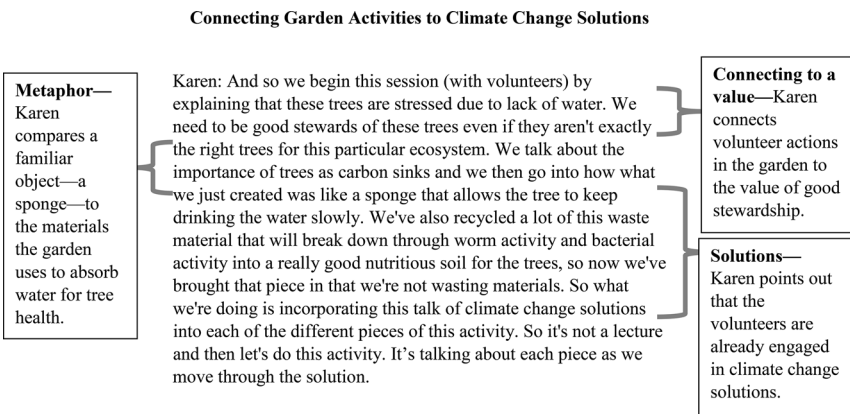 Connecting Garden Activities to Climate Change Solutions
Metaphor—
Karen
compares a
familiar
object—a
sponge—to
the materials
the garden
uses to absorb
water for tree
health.
Karen: And so we begin this session (with volunteers) by
explaining that these trees are stressed due to lack of water. We
need to be good stewards of these trees even if they aren't exactly
the right trees for this particular ecosystem. We talk about the
importance of trees as carbon sinks and we then go into how what
we just created was like a sponge that allows the tree to keep
drinking the water slowly. We've also recycled a lot of this waste
material that will break down through worm activity and bacterial
activity into a really good nutritious soil for the trees, so now we've
brought that piece in that we're not wasting materials. So what
we're doing is incorporating this talk of climate change solutions
into each of the different pieces of this activity. So it's not a lecture
and then let's do this activity. It’s talking about each piece as we
move through the solution.
Connecting to a
value—Karen
connects
volunteer actions
in the garden to
the value of good
stewardship.
Solutions—
Karen points out
that the
volunteers are
already engaged
in climate change
solutions.